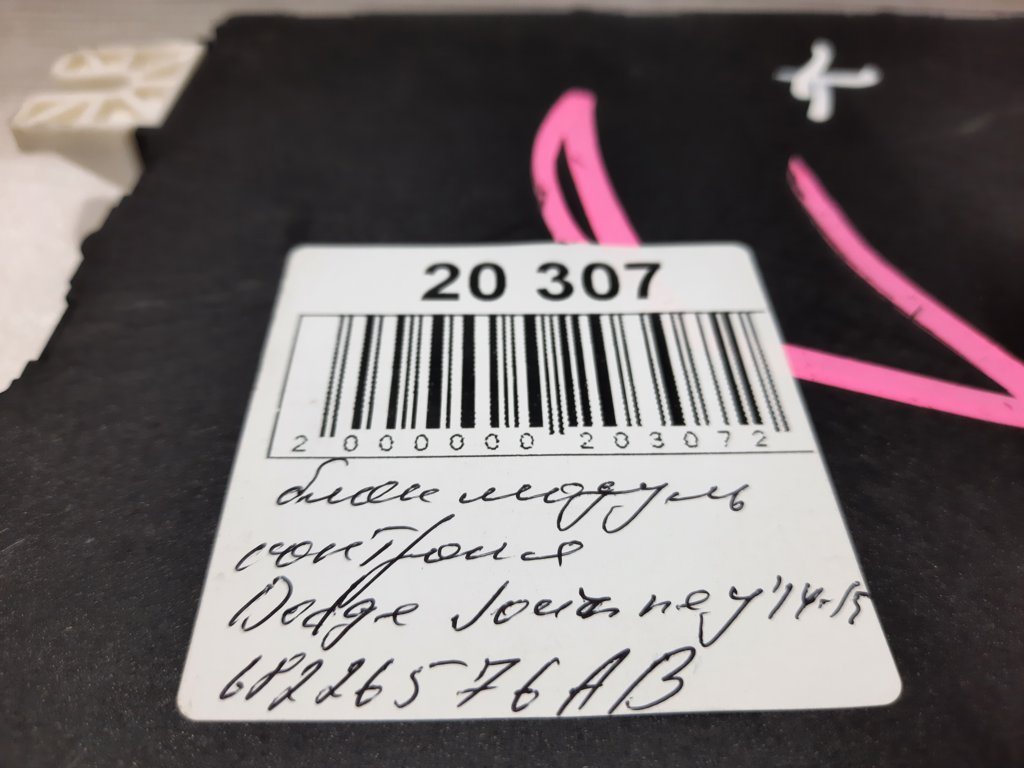 20 307
2 000000 203072
блок модуль
контроля
Dodge Journey '14-15
68226576AB